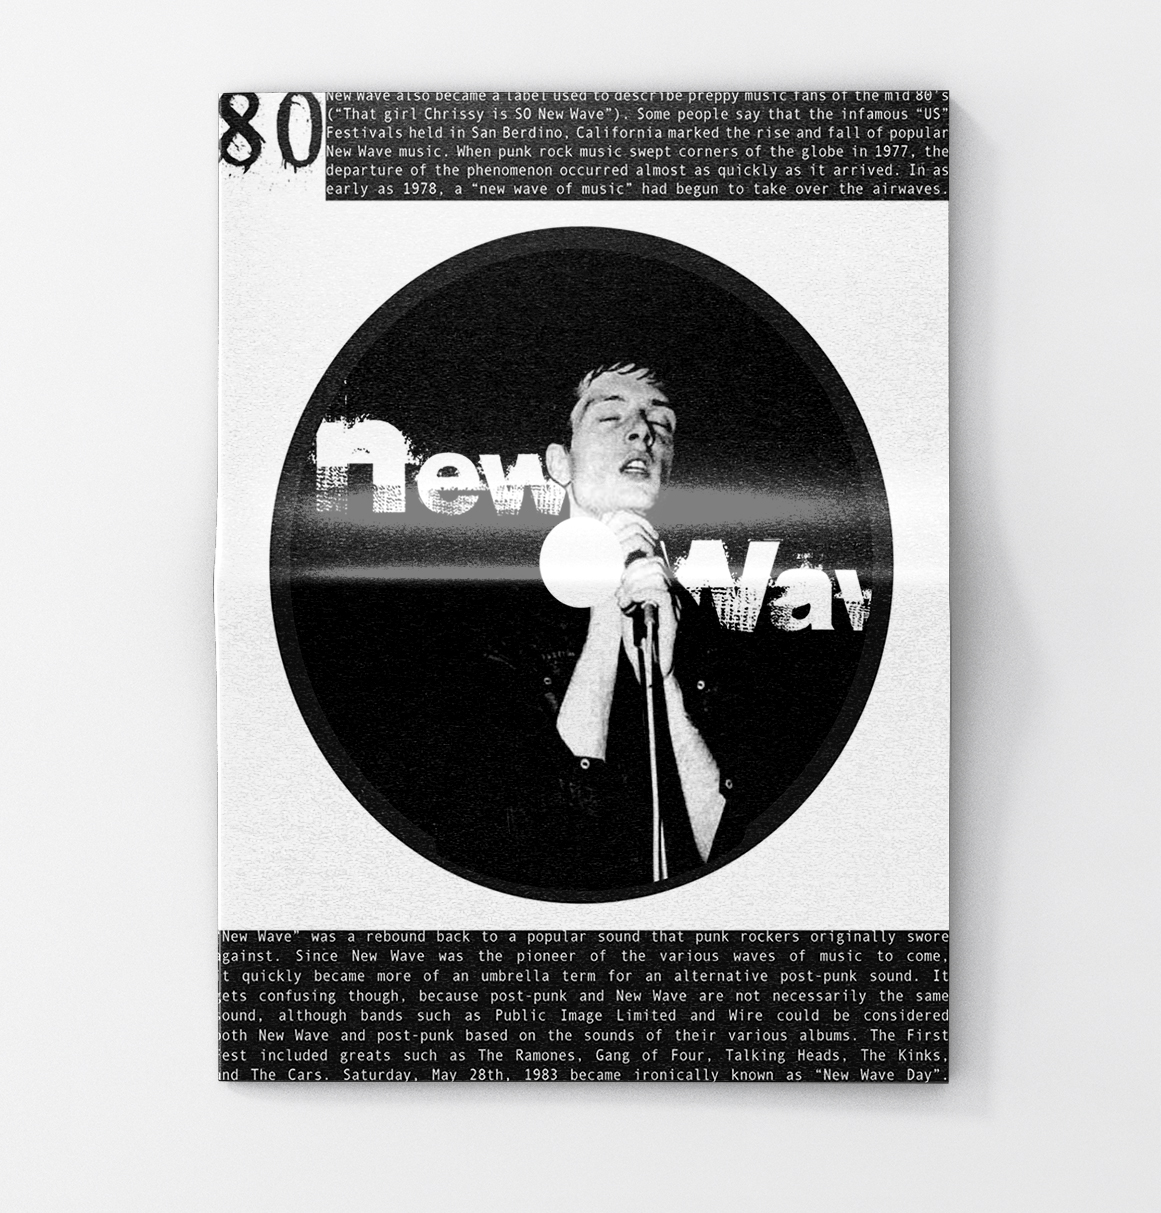 80
New Wave also became a label used to describe preppy music fans of the mid 80's
(“That girl Chrissy is SO New Wave”). Some people say that the infamous “US”
Festivals held in San Berdino, California marked the rise and fall of popular
New Wave music. When punk rock music swept corners of the globe in 1977, the
departure of the phenomenon occurred almost as quickly as it arrived. In as
early as 1978, a “new wave of music” had begun to take over the airwaves.
new
Wav
New Wave” was a rebound back to a popular sound that punk rockers originally swore
gainst. Since New Wave was the pioneer of the various waves of music to come,
t quickly became more of an umbrella term for an alternative post-punk sound. It
ets confusing though, because post-punk and New Wave are not necessarily the same
ound, although bands such as Public Image Limited and Wire could be considered
oth New Wave and post-punk based on the sounds of their various albums. The First
est included greats such as The Ramones, Gang of Four, Talking Heads, The Kinks,
nd The Cars. Saturday, May 28th, 1983 became ironically known as “New Wave Day”.